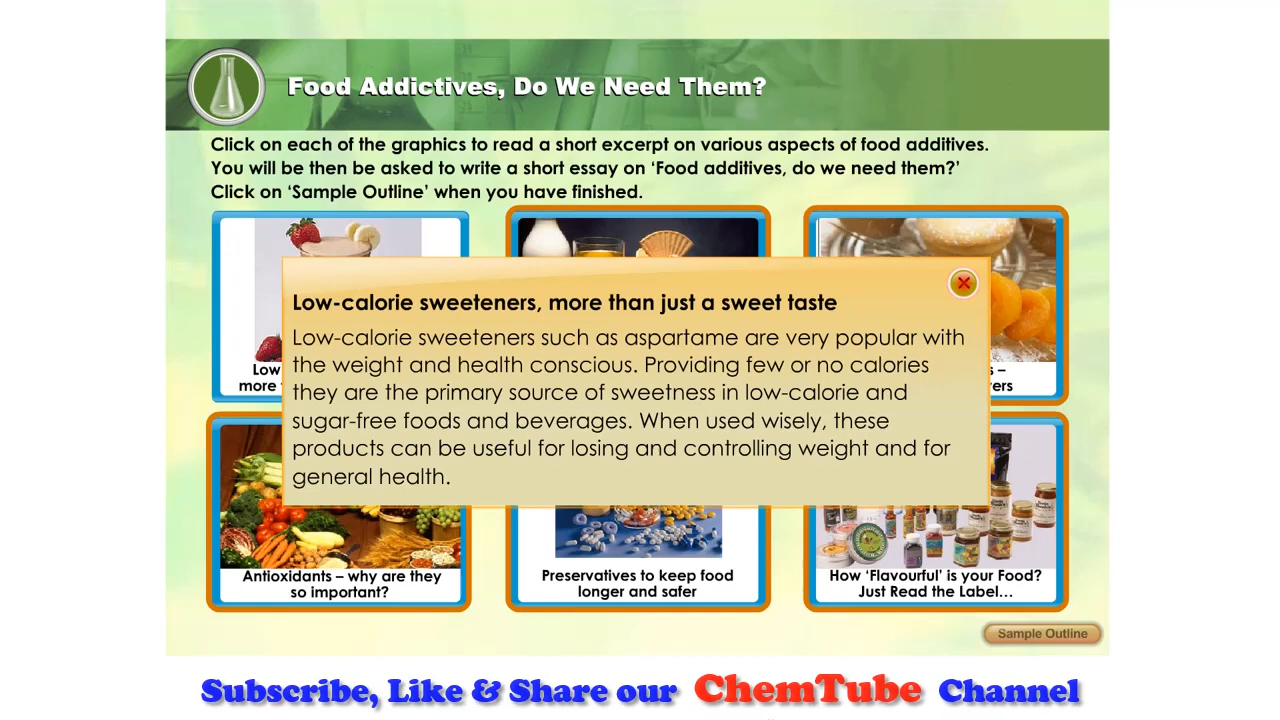 Food Addictives, Do We Need Them?
Click on each of the graphics to read a short excerpt on various aspects of food additives.
You will be then be asked to write a short essay on ‘Food additives, do we need them?’
Click on ‘Sample Outline’ when you have finished.
Low-calorie sweeteners, more than just a sweet taste
Low-calorie sweeteners such as aspartame are very popular with
the weight and health conscious. Providing few or no calories
they are the primary source of sweetness in low-calorie and
sugar-free foods and beverages. When used wisely, these
products can be useful for losing and controlling weight and for
general health.
Low
more
Antioxidants – why are they
so important?
Preservatives to keep food
longer and safer
How ‘Flavourful’ is your Food?
Just Read the Label...
Sample Outline
Subscribe, Like & Share our ChemTube Channel